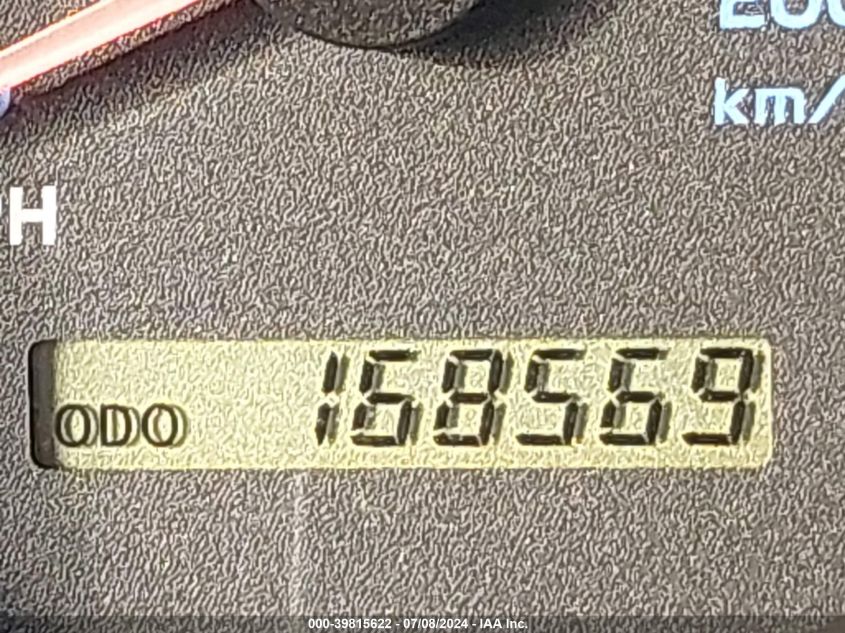 km/
H
ODO 168569
000-39815622 - 07/08/2024 - IAA Inc.